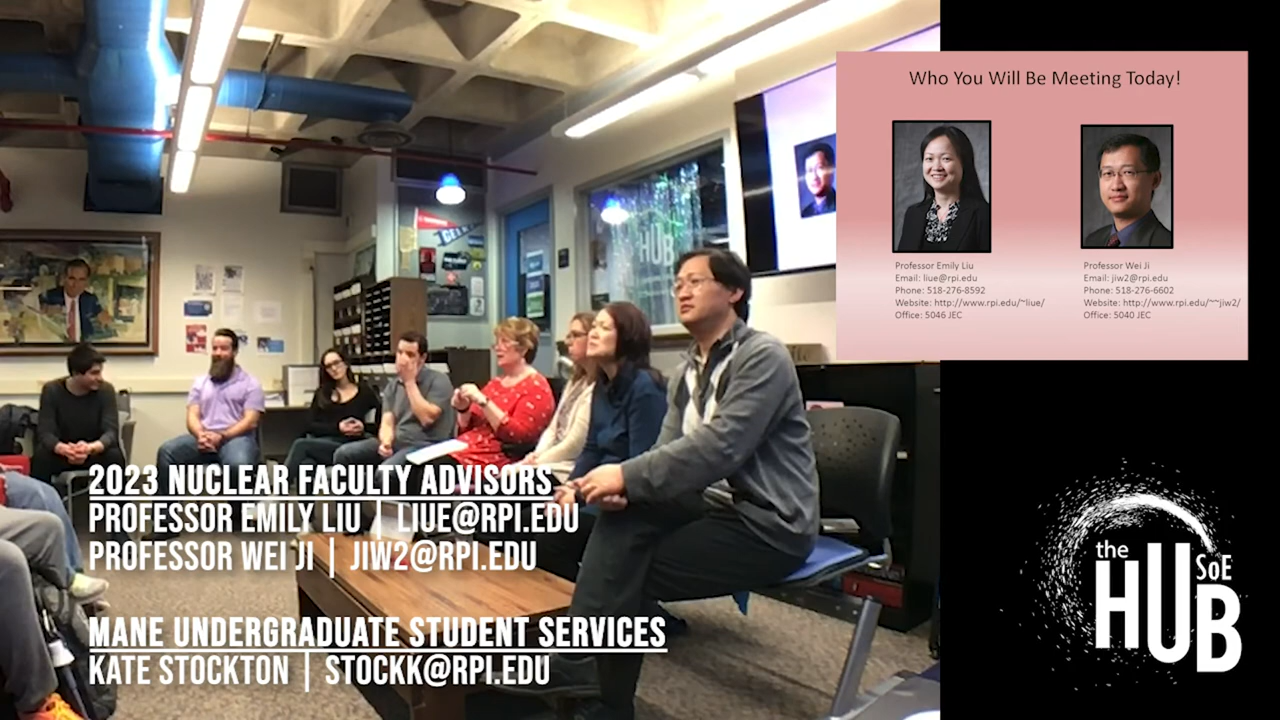 Who You Will Be Meeting Today!
Professor Emily Liu
Email: liue@rpi.edu
Phone: 518-276-8592
Website: http://www.rpi.edu/~liue/
Office: 5046 JEC
Professor Wei Ji
Email: jiw2@rpi.edu
Phone: 518-276-6602
Website: http://www.rpi.edu/~~jiw2/
Office: 5040 JEC
HUB
2023 NUCLEAR FACULTY ADVISORS
PROFESSOR EMILY LIU | LIUE@RPI.EDU
PROFESSOR WEI JI | JIW2@RPI.EDU
MANE UNDERGRADUATE STUDENT SERVICES
KATE STOCKTON | STOCKK@RPI.EDU
the
SoE
HUB